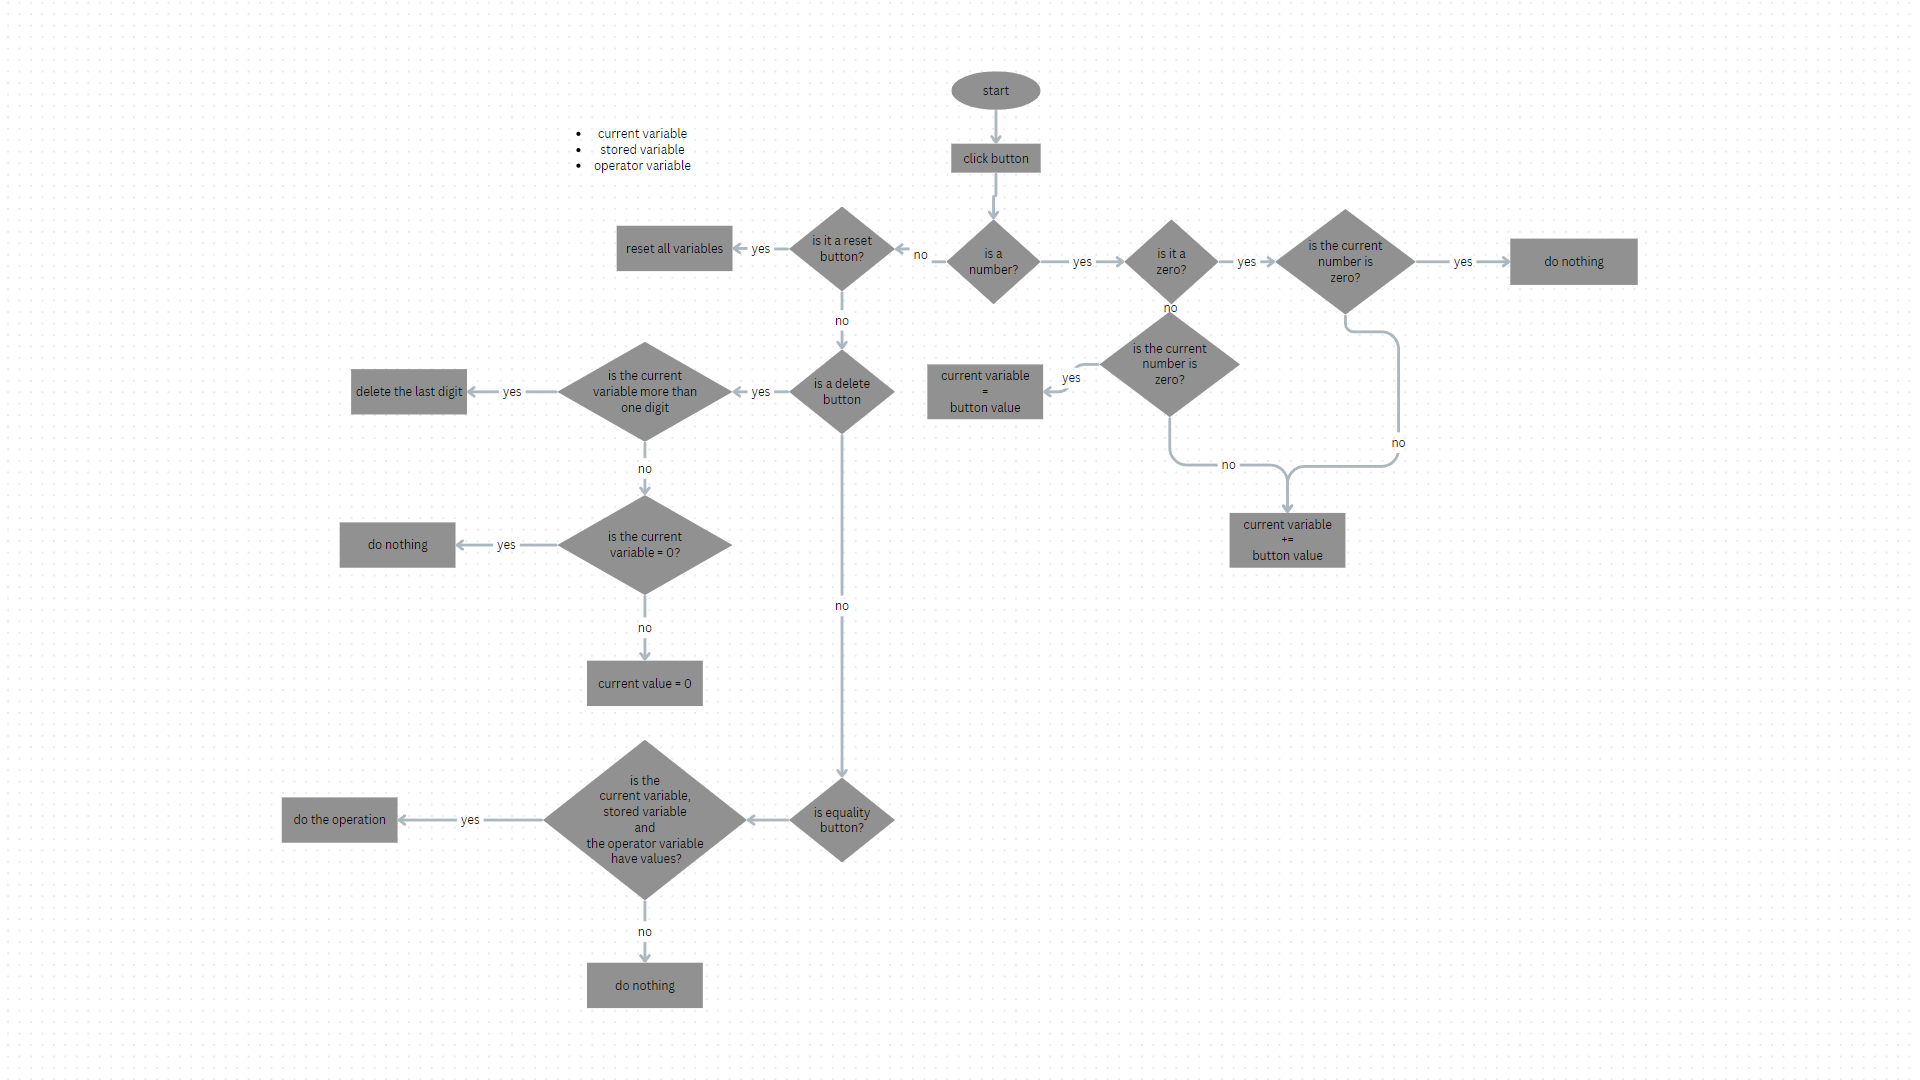 start
current variable
stored variable
operator variable
click button
is a
number?
no
is it a reset
button?
yes
reset all variables
yes
is it a
zero?
yes
is the current
number is
zero?
yes
do nothing
no
is the current
number is
zero?
yes
current variable
=
button value
no
no
current variable
+=
button value
no
is a delete
button
yes
is the current
variable more than
one digit
yes
delete the last digit
no
is the current
variable = 0?
yes
do nothing
no
current value = 0
no
is equality
button?
is the
current variable,
stored variable
and
the operator variable
have values?
yes
do the operation
no
do nothing